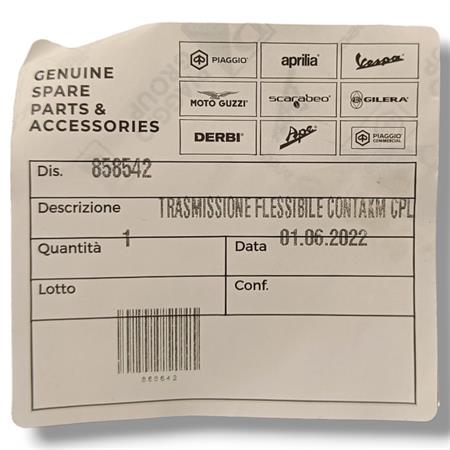 GENUINE
SPARE
PARTS &
ACCESSORIES
PIAGGIO aprilia Vespa
MOTO GUZZI scarabeo GILERA
DERBI Ape PIAGGIO COMMERCIAL
Dis. 858542
Descrizione TRASMISSIONE FLESSIBILE CONTAKM CPL
Quantità 1 Data 01.06.2022
Lotto Conf.
858542